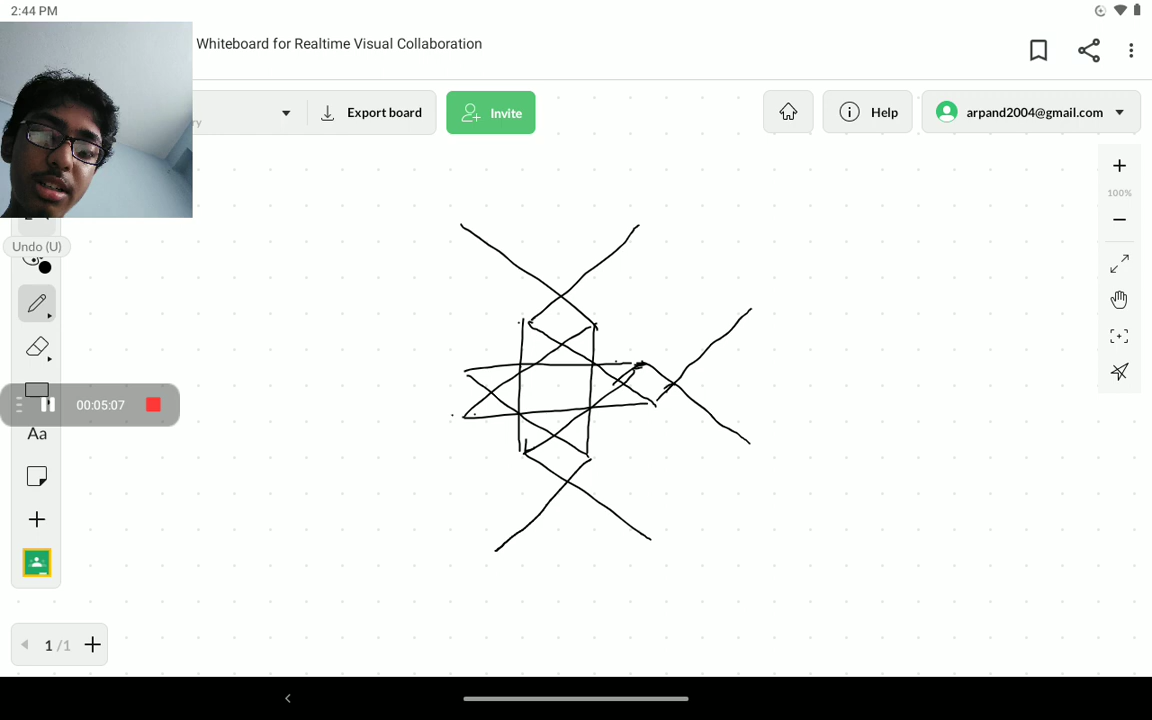 2:44 PM
Whiteboard for Realtime Visual Collaboration
ry
Export board
Invite
Help
arpand2004@gmail.com
100%
Undo (U)
00:05:07
Aa
1 /1